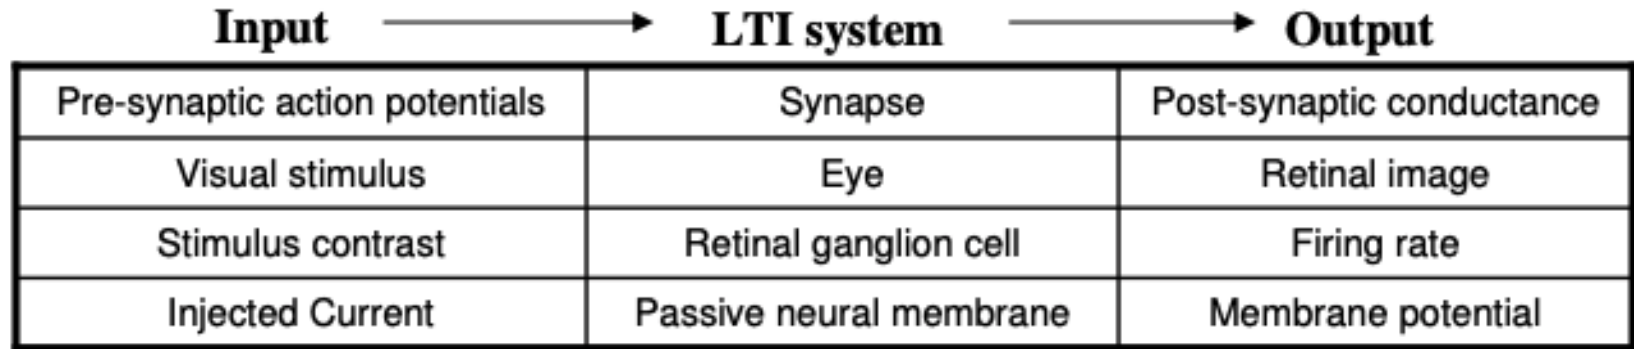 Input LTI system Output
Pre-synaptic action potentials Synapse Post-synaptic conductance
Visual stimulus Eye Retinal image
Stimulus contrast Retinal ganglion cell Firing rate
Injected Current Passive neural membrane Membrane potential